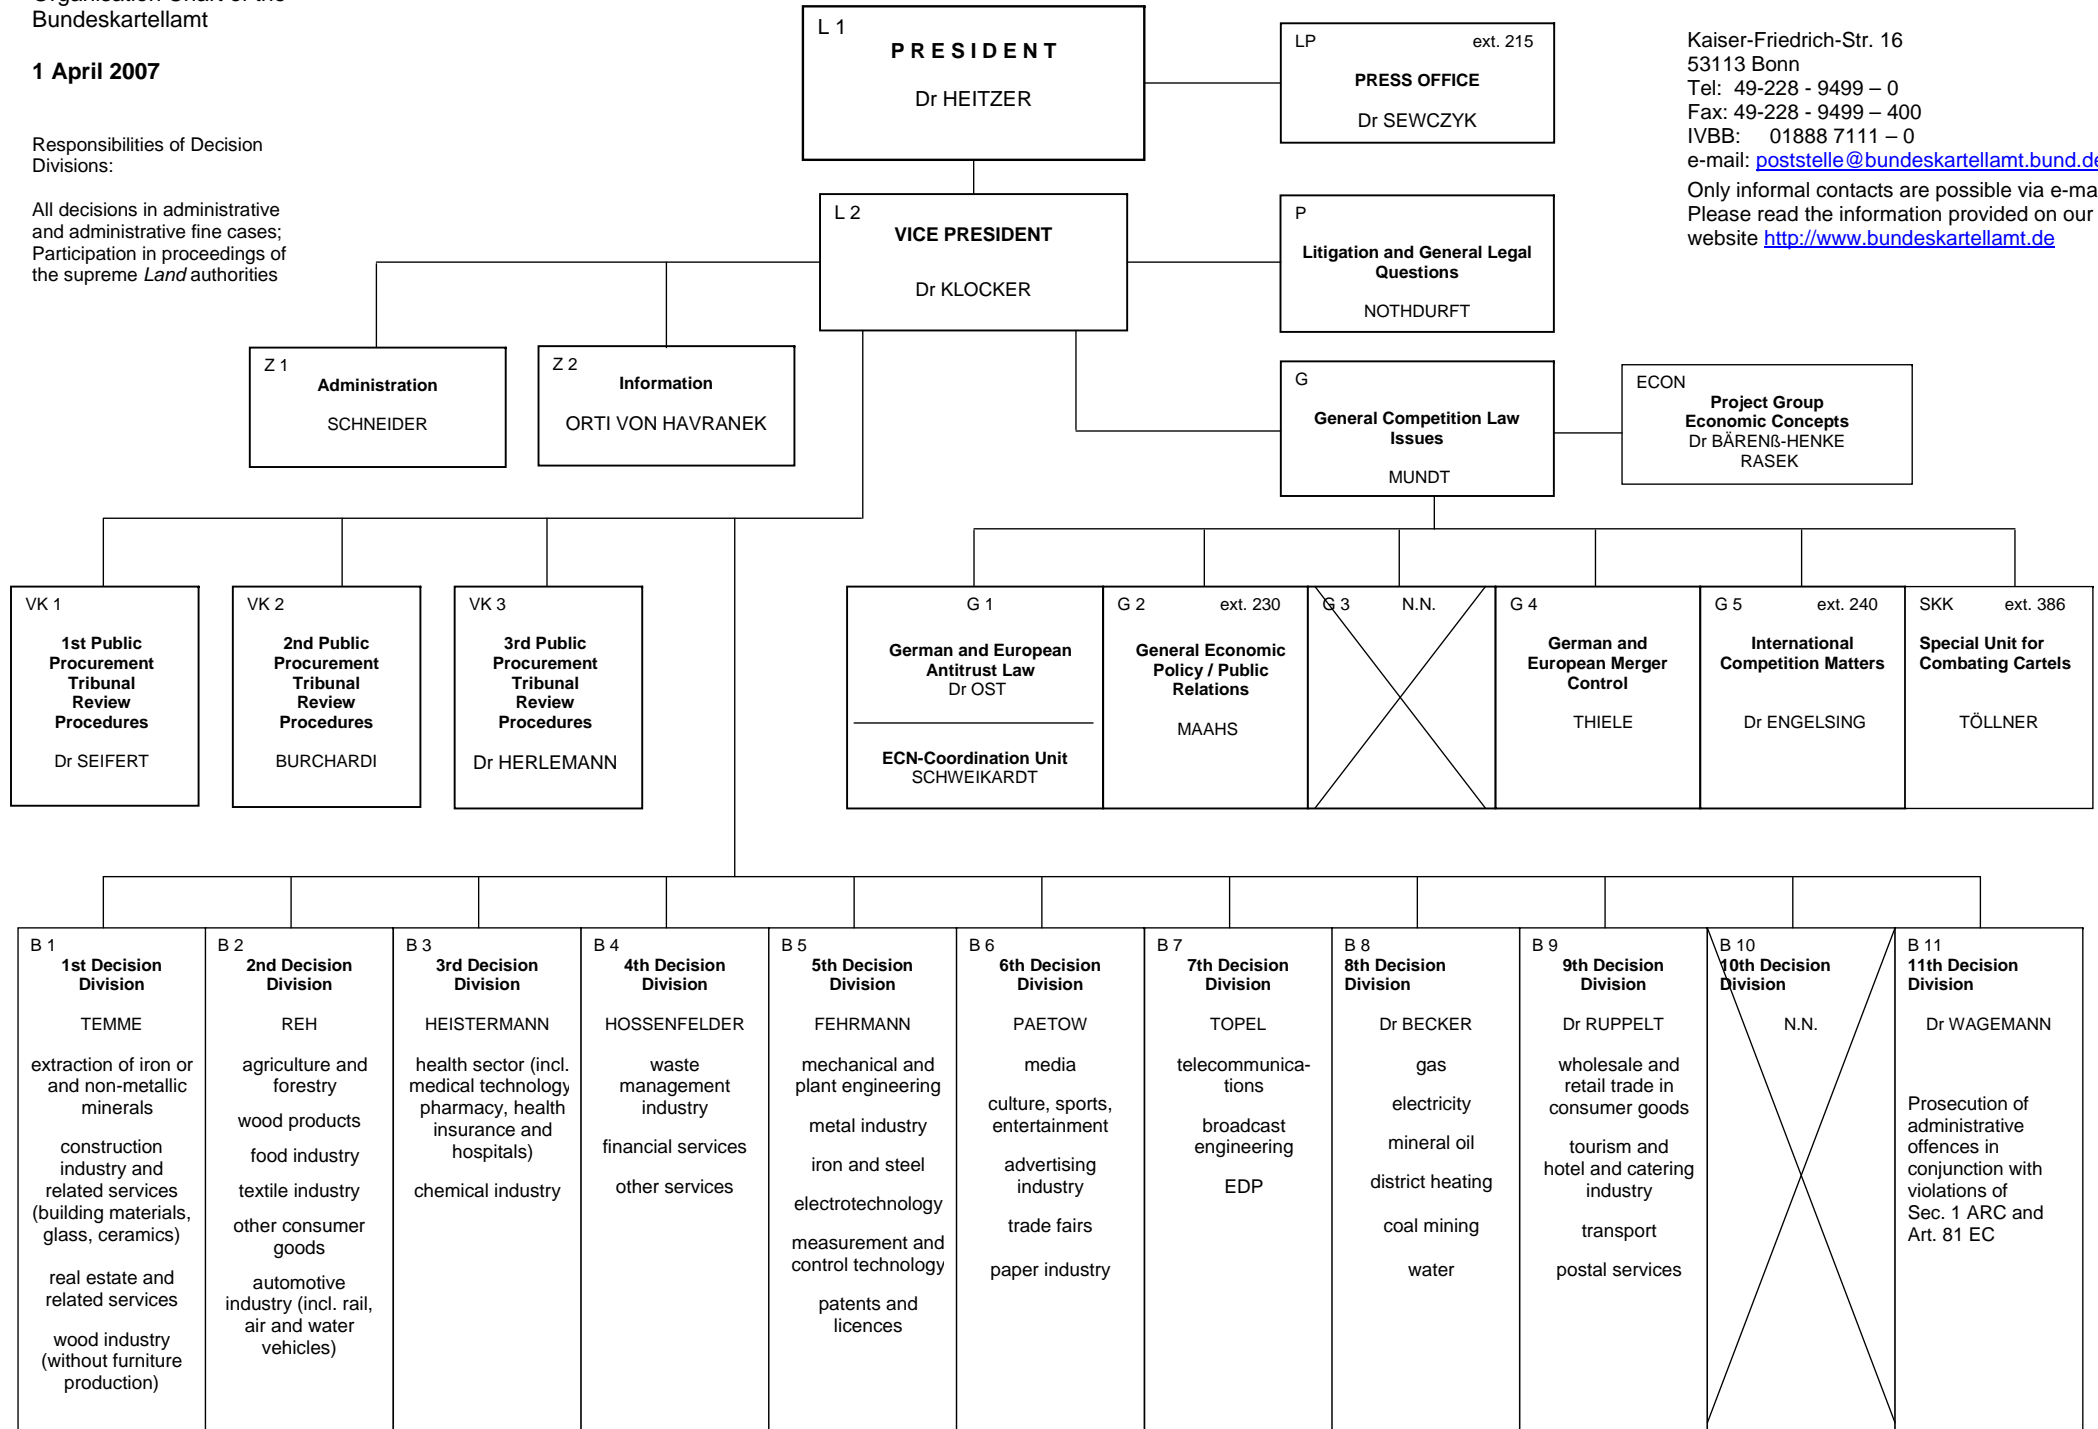 Organisation Chart of the
Bundeskartellamt
1 April 2007
Responsibilities of Decision
Divisions:
All decisions in administrative
and administrative fine cases;
Participation in proceedings of
the supreme Land authorities
L 1
PRESIDENT
Dr HEITZER
LP ext. 215
PRESS OFFICE
Dr SEWCZYK
Kaiser-Friedrich-Str. 16
53113 Bonn
Tel: 49-228 - 9499 – 0
Fax: 49-228 - 9499 – 400
IVBB: 01888 7111 – 0
e-mail: poststelle@bundeskartellamt.bund.de
Only informal contacts are possible via e-ma
Please read the information provided on our
website http://www.bundeskartellamt.de
L 2
VICE PRESIDENT
Dr KLOCKER
P
Litigation and General Legal
Questions
NOTHDURFT
Z 1
Administration
SCHNEIDER
Z 2
Information
ORTI VON HAVRANEK
G
General Competition Law
Issues
MUNDT
ECON
Project Group
Economic Concepts
Dr BÄRENß-HENKE
RASEK
VK 1
1st Public
Procurement
Tribunal
Review
Procedures
Dr SEIFERT
VK 2
2nd Public
Procurement
Tribunal
Review
Procedures
BURCHARDI
VK 3
3rd Public
Procurement
Tribunal
Review
Procedures
Dr HERLEMANN
G 1
German and European
Antitrust Law
Dr OST
ECN-Coordination Unit
SCHWEIKARDT
G 2 ext. 230
General Economic
Policy / Public
Relations
MAAHS
G 3 N.N.
G 4
German and
European Merger
Control
THIELE
G 5 ext. 240
International
Competition Matters
Dr ENGELSING
SKK ext. 386
Special Unit for
Combating Cartels
TÖLLNER
B 1
1st Decision
Division
TEMME
extraction of iron or
and non-metallic
minerals
construction
industry and
related services
(building materials,
glass, ceramics)
real estate and
related services
wood industry
(without furniture
production)
B 2
2nd Decision
Division
REH
agriculture and
forestry
wood products
food industry
textile industry
other consumer
goods
automotive
industry (incl. rail,
air and water
vehicles)
B 3
3rd Decision
Division
HEISTERMANN
health sector (incl.
medical technology
pharmacy, health
insurance and
hospitals)
chemical industry
B 4
4th Decision
Division
HOSSENFELDER
waste
management
industry
financial services
other services
B 5
5th Decision
Division
FEHRMANN
mechanical and
plant engineering
metal industry
iron and steel
electrotechnology
measurement and
control technology
patents and
licences
B 6
6th Decision
Division
PAETOW
media
culture, sports,
entertainment
advertising
industry
trade fairs
paper industry
B 7
7th Decision
Division
TOPEL
telecommunica-
tions
broadcast
engineering
EDP
B 8
8th Decision
Division
Dr BECKER
gas
electricity
mineral oil
district heating
coal mining
water
B 9
9th Decision
Division
Dr RUPPELT
wholesale and
retail trade in
consumer goods
tourism and
hotel and catering
industry
transport
postal services
B 10
10th Decision
Division
N.N.
B 11
11th Decision
Division
Dr WAGEMANN
Prosecution of
administrative
offences in
conjunction with
violations of
Sec. 1 ARC and
Art. 81 EC